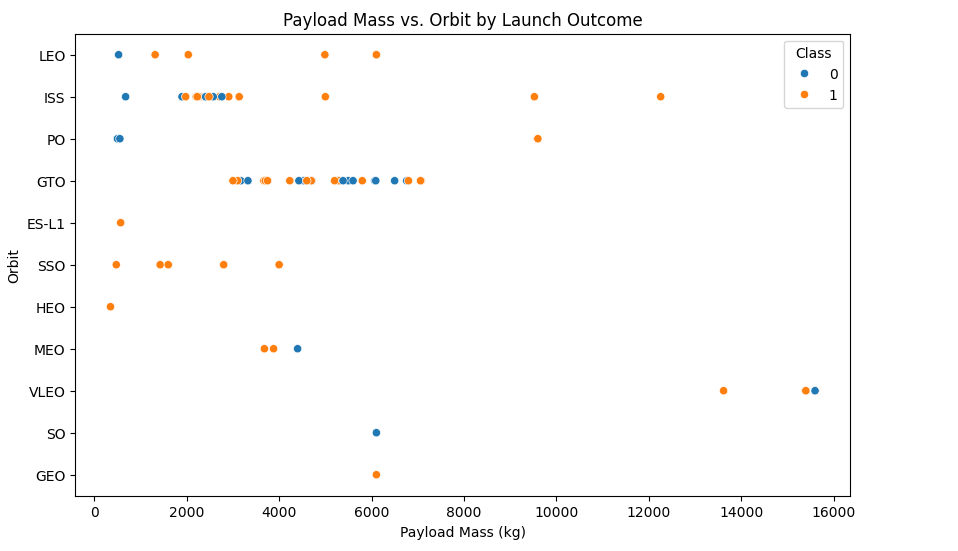 Payload Mass vs. Orbit by Launch Outcome
Class
0
1
Orbit
LEO
ISS
PO
GTO
ES-L1
SSO
HEO
MEO
VLEO
SO
GEO
0 2000 4000 6000 8000 10000 12000 14000 16000
Payload Mass (kg)